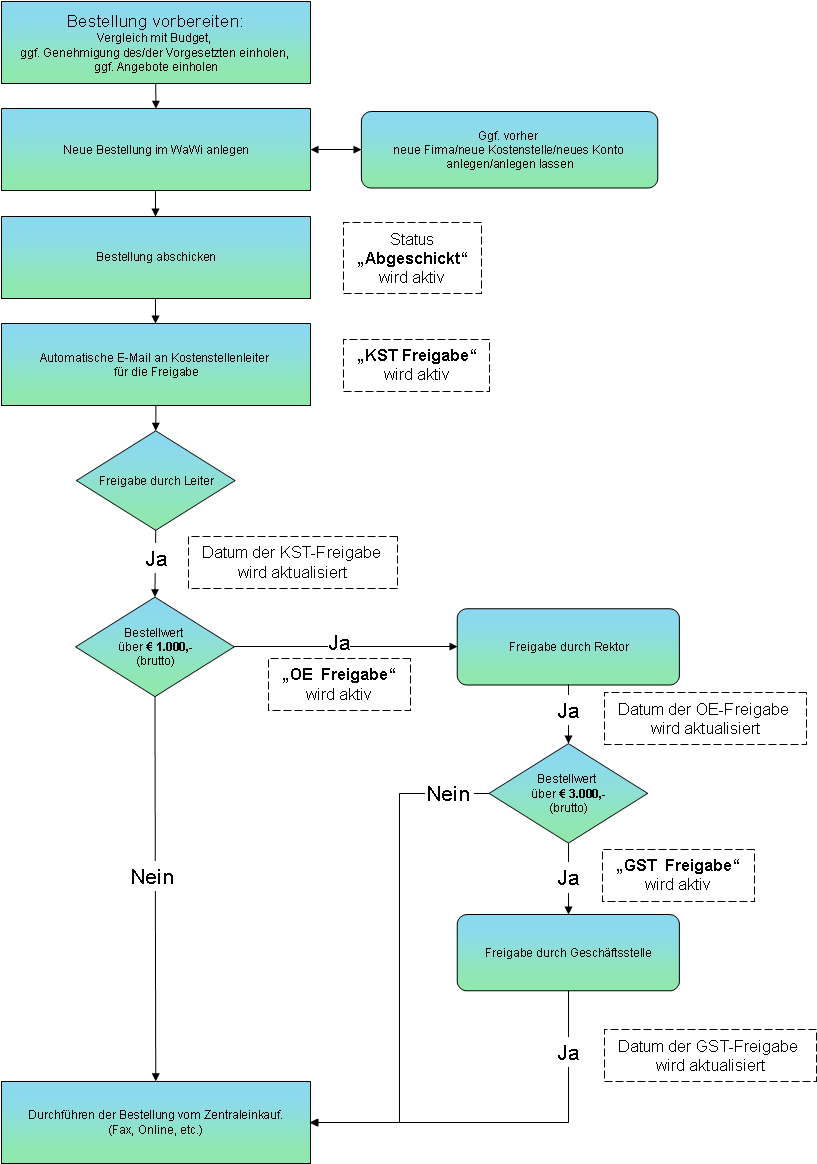 Bestellung vorbereiten:
Vergleich mit Budget,
ggf. Genehmigung des/der Vorgesetzten einholen,
ggf. Angebote einholen
Neue Bestellung im WaWi anlegen
Ggf. vorher
neue Firma/neue Kostenstelle/neues Konto
anlegen/anlegen lassen
Bestellung abschicken
Status
„Abgeschickt“
wird aktiv
Automatische E-Mail an Kostenstellenleiter
für die Freigabe
„KST Freigabe“
wird aktiv
Freigabe durch Leiter
Ja
Datum der KST-Freigabe
wird aktualisiert
Bestellwert
über € 1.000,-
(brutto)
Ja
„OE Freigabe“
wird aktiv
Freigabe durch Rektor
Ja
Datum der OE-Freigabe
wird aktualisiert
Bestellwert
über € 3.000,-
(brutto)
Nein
Nein
Ja
„GST Freigabe“
wird aktiv
Freigabe durch Geschäftsstelle
Ja
Datum der GST-Freigabe
wird aktualisiert
Durchführen der Bestellung vom Zentraleinkauf.
(Fax, Online, etc.)